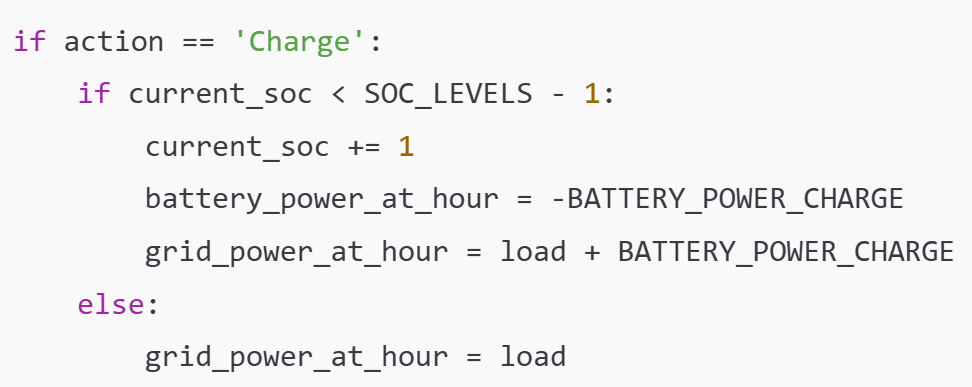 if action == 'Charge':
    if current_soc < SOC_LEVELS - 1:
        current_soc += 1
        battery_power_at_hour = -BATTERY_POWER_CHARGE
        grid_power_at_hour = load + BATTERY_POWER_CHARGE
    else:
        grid_power_at_hour = load